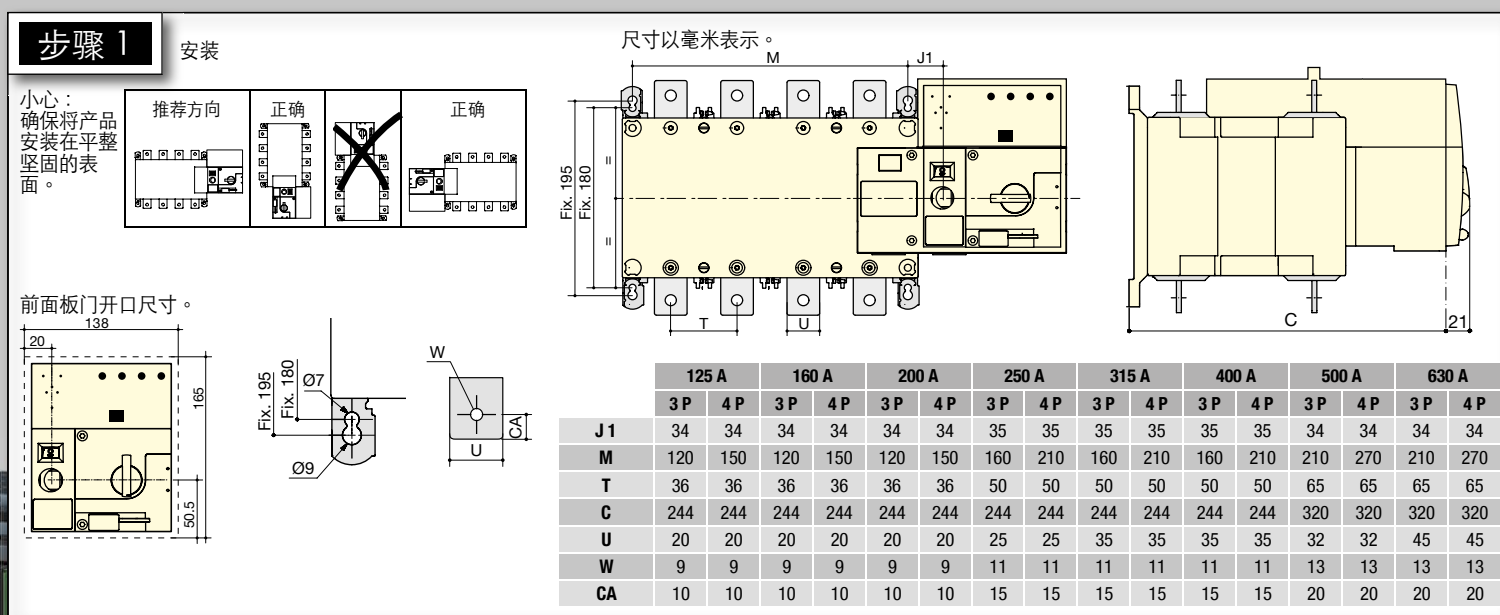 步骤 1
安装
小心：
确保将产品
安装在平整
坚固的表
面。
推荐方向
正确
正确
尺寸以毫米表示。
M
J1
Fix. 195
Fix. 180
=
=
T
U
C
21
前面板门开口尺寸。
138
20
165
50.5
Fix. 195
Fix. 180
Ø7
Ø9
W
CA
U
125 A 160 A 200 A 250 A 315 A 400 A 500 A 630 A
3 P 4 P 3 P 4 P 3 P 4 P 3 P 4 P 3 P 4 P 3 P 4 P 3 P 4 P 3 P 4 P
J 1 34 34 34 34 34 34 35 35 35 35 35 35 34 34 34 34
M 120 150 120 150 120 150 160 210 160 210 160 210 210 270 210 270
T 36 36 36 36 36 36 50 50 50 50 50 50 65 65 65 65
C 244 244 244 244 244 244 244 244 244 244 244 244 320 320 320 320
U 20 20 20 20 20 20 25 25 35 35 35 35 32 32 45 45
W 9 9 9 9 9 9 11 11 11 11 11 11 13 13 13 13
CA 10 10 10 10 10 10 15 15 15 15 15 15 20 20 20 20